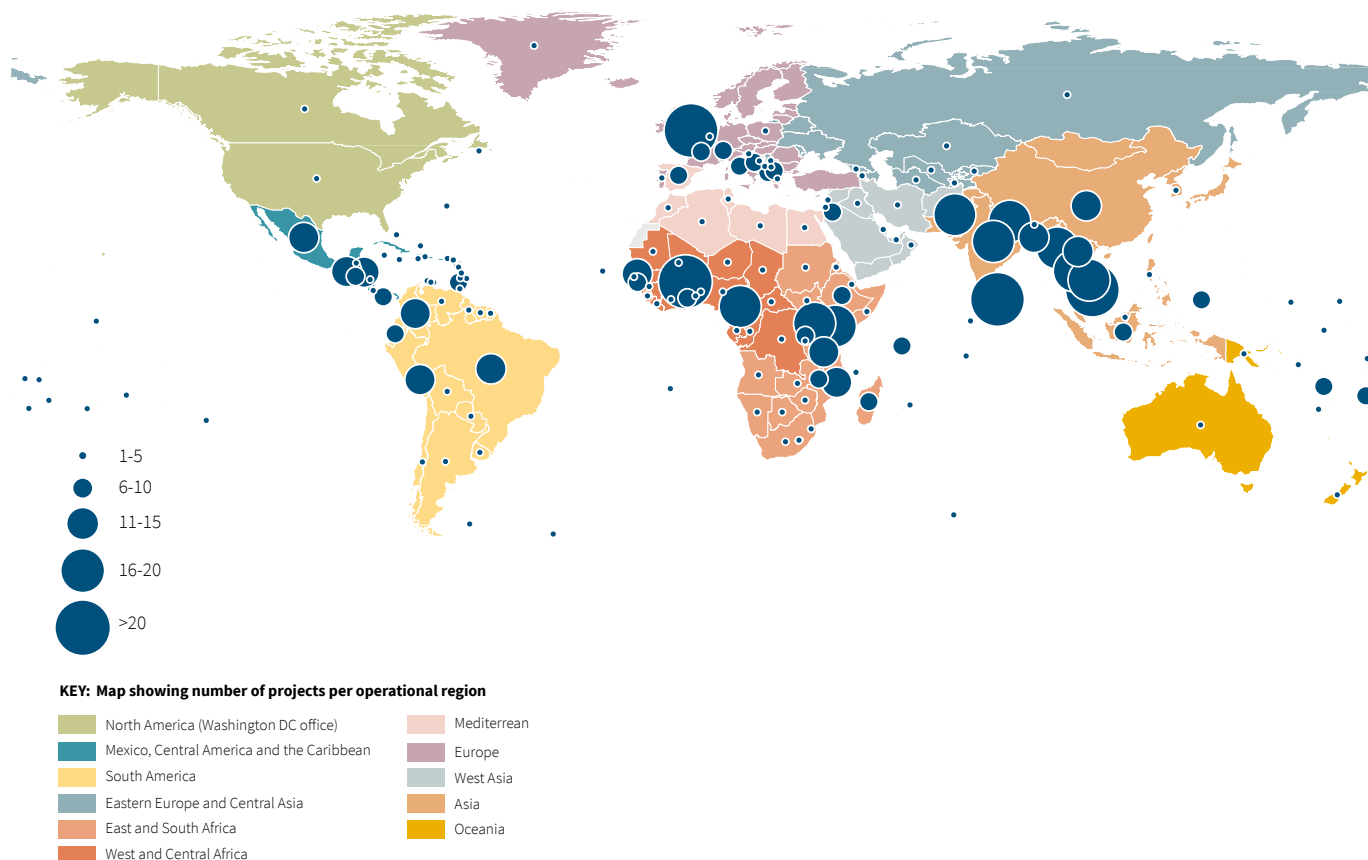 1-5
6-10
11-15
16-20
>20
KEY: Map showing number of projects per operational region
North America (Washington DC office)
Mexico, Central America and the Caribbean
South America
Eastern Europe and Central Asia
East and South Africa
West and Central Africa
Mediterrean
Europe
West Asia
Asia
Oceania